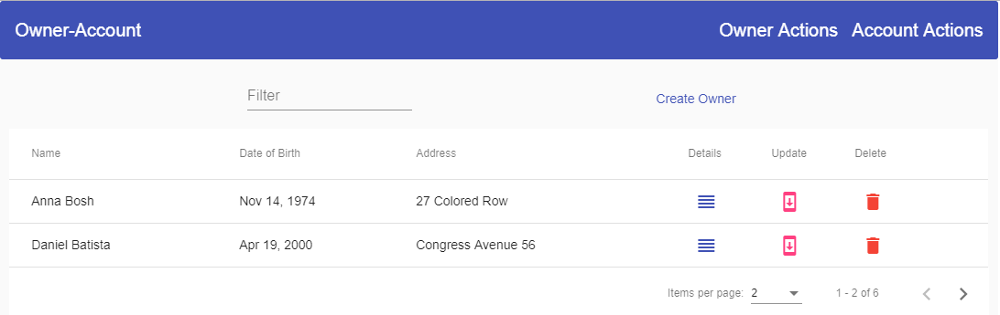 Owner-Account Owner Actions Account Actions
Filter Create Owner
Name Date of Birth Address Details Update Delete
Anna Bosh Nov 14, 1974 27 Colored Row
Daniel Batista Apr 19, 2000 Congress Avenue 56
Items per page: 2 1 - 2 of 6